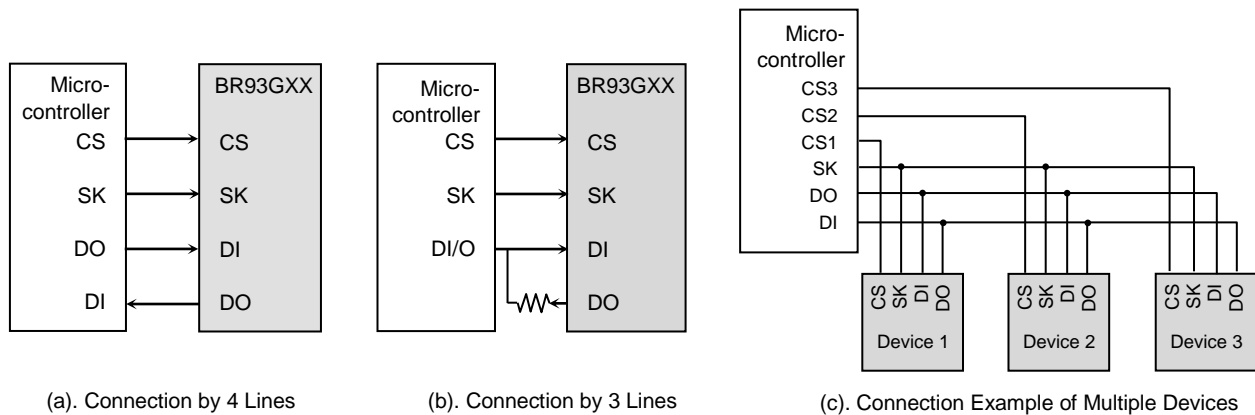 Micro-
controller
CS
SK
DO
DI
BR93GXX
CS
SK
DI
DO
(a). Connection by 4 Lines
Micro-
controller
CS
SK
DI/O
BR93GXX
CS
SK
DI
DO
(b). Connection by 3 Lines
Micro-
controller
CS3
CS2
CS1
SK
DO
DI
CS
SK
DI
DO
Device 1
CS
SK
DI
DO
Device 2
CS
SK
DI
DO
Device 3
(c). Connection Example of Multiple Devices